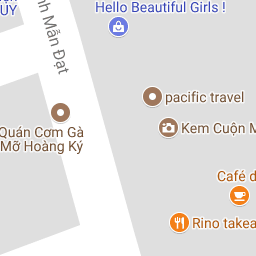 Hello Beautiful Girls !
UY
nh Mẫn Đạt
pacific travel
Kem Cuộn M
Quán Cơm Gà
Mỡ Hoàng Ký
Café d
Rino takea